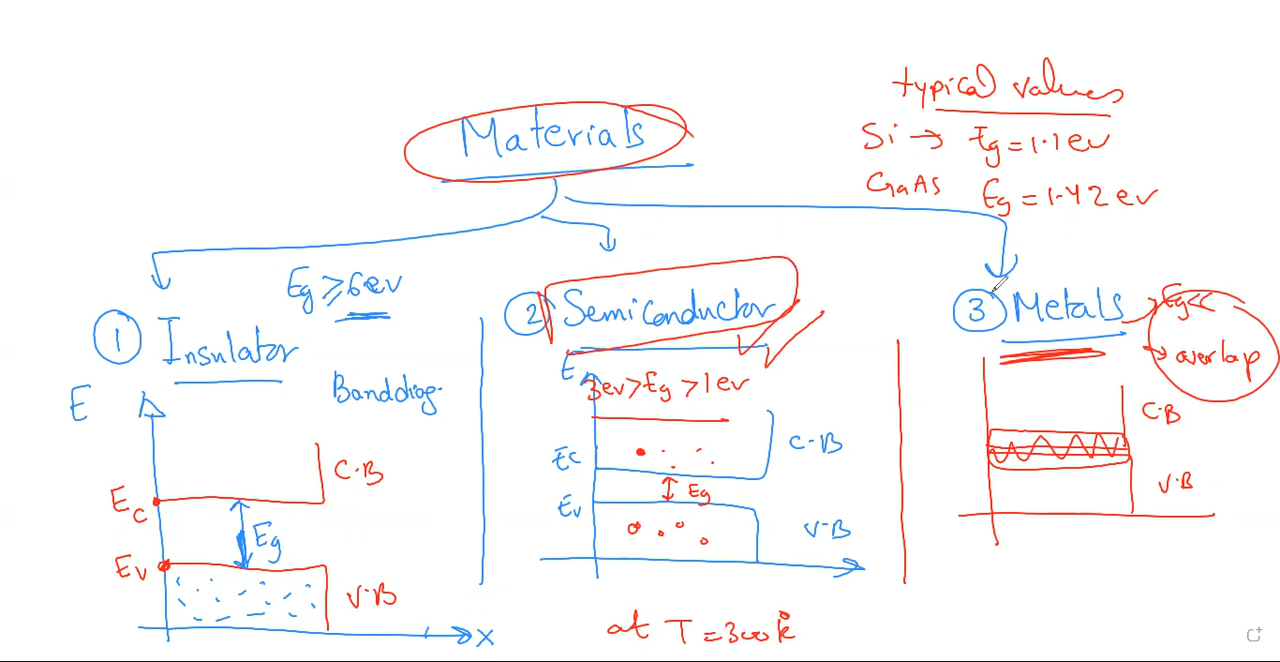 typical values
Materials
Si → Eg = 1.1 ev
GaAs Eg = 1.42 ev
Eg ≥ 6ev
① Insulator
② Semiconductor
③ Metals
→ Eg <<
→ overlap
E
Banddiag.
E
3ev > Eg > 1ev
C.B
C.B
C.B
Ec
Ec
Eg
Eg
Ev
Ev
V.B
V.B
V.B
X
at T = 300 k°